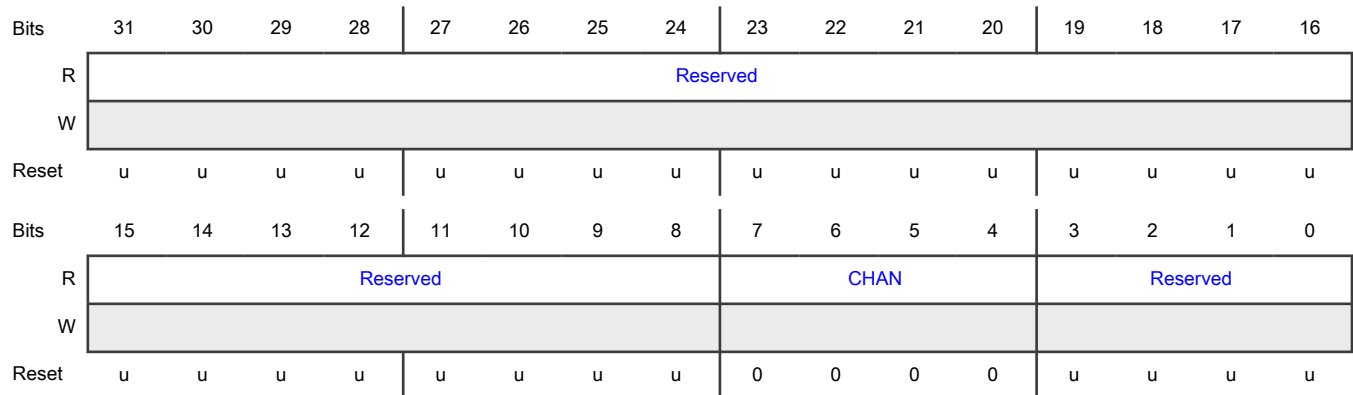 Bits 31 30 29 28 27 26 25 24 23 22 21 20 19 18 17 16
R Reserved
W
Reset u u u u u u u u u u u u u u u u
Bits 15 14 13 12 11 10 9 8 7 6 5 4 3 2 1 0
R Reserved CHAN Reserved
W
Reset u u u u u u u u 0 0 0 0 u u u u